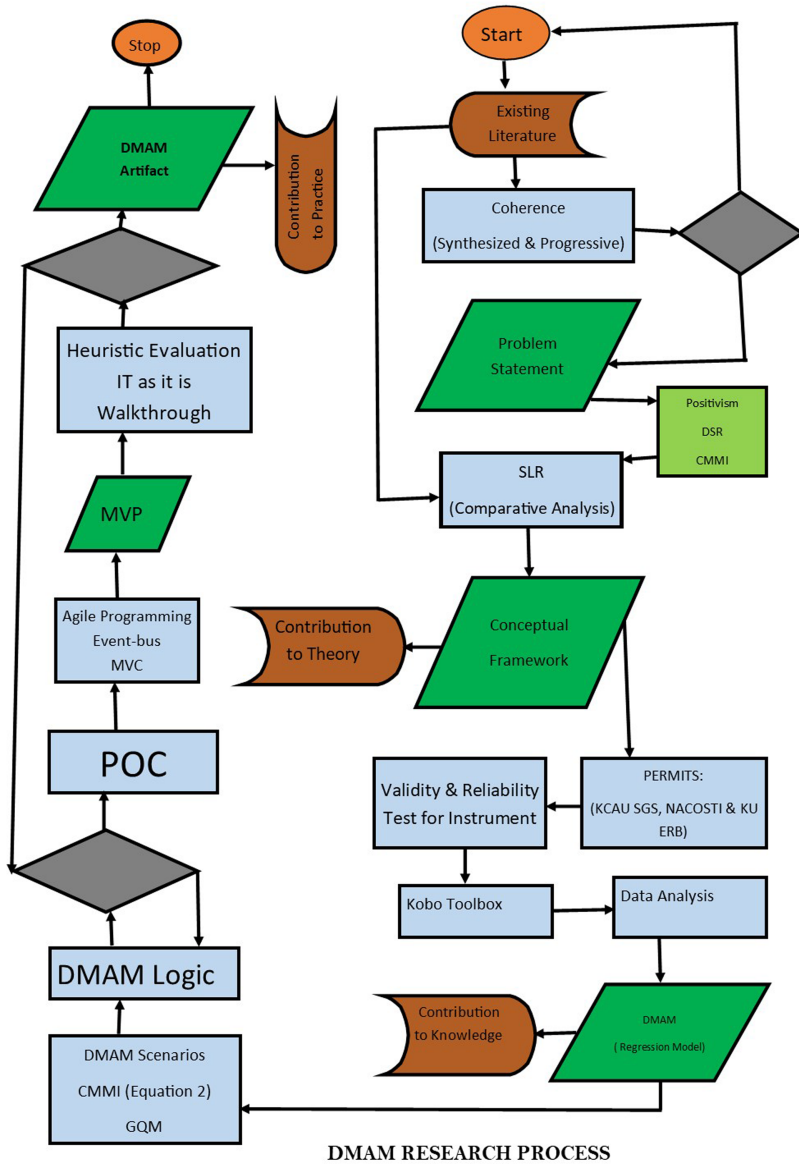 Start
Existing
Literature
Coherence
(Synthesized & Progressive)
Problem
Statement
Positivism
DSR
CMMI
SLR
(Comparative Analysis)
Conceptual
Framework
Contribution
to Theory
PERMITS:
(KCAU SGS, NACOSTI & KU
ERB)
Validity & Reliability
Test for Instrument
Kobo Toolbox
Data Analysis
DMAM
( Regression Model)
Contribution
to Knowledge
DMAM Scenarios
CMMI (Equation 2)
GQM
DMAM Logic
POC
Agile Programming
Event-bus
MVC
MVP
Heuristic Evaluation
IT as it is
Walkthrough
DMAM
Artifact
Contribution
to Practice
Stop
DMAM RESEARCH PROCESS